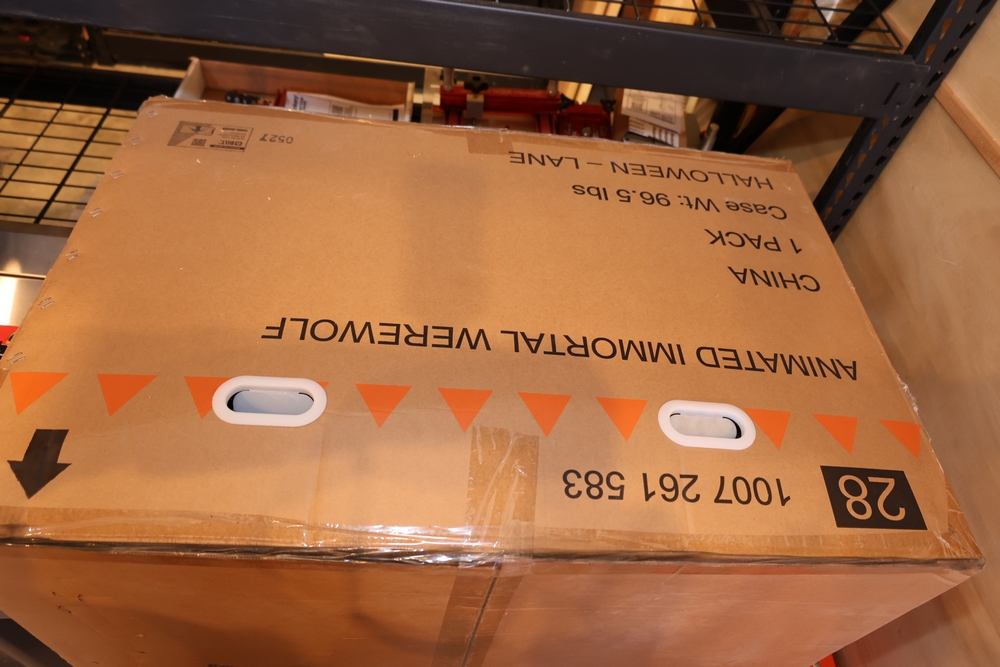 28
1007 261 583
ANIMATED IMMORTAL WEREWOLF
CHINA
1 PACK
Case Wt: 96.5 lbs
HALLOWEEN – LANE
0527